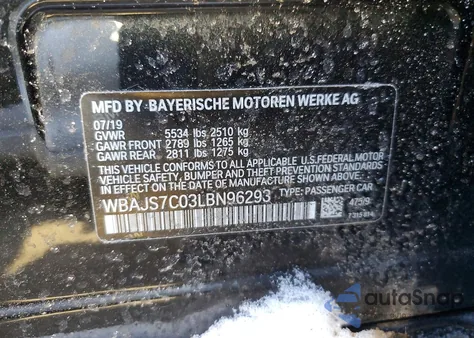 MFD BY BAYERISCHE MOTOREN WERKE AG
07/19
GVWR 5534 lbs 2510 kg
GAWR FRONT 2789 lbs 1265 kg
GAWR REAR 2811 lbs 1275 kg
THIS VEHICLE CONFORMS TO ALL APPLICABLE U.S. FEDERAL MOTOR
VEHICLE SAFETY, BUMPER AND THEFT PREVENTION STANDARDS
IN EFFECT ON THE DATE OF MANUFACTURE SHOWN ABOVE.
WBAJS7C03LBN96293 TYPE: PASSENGER CAR
475/9
autoSnap